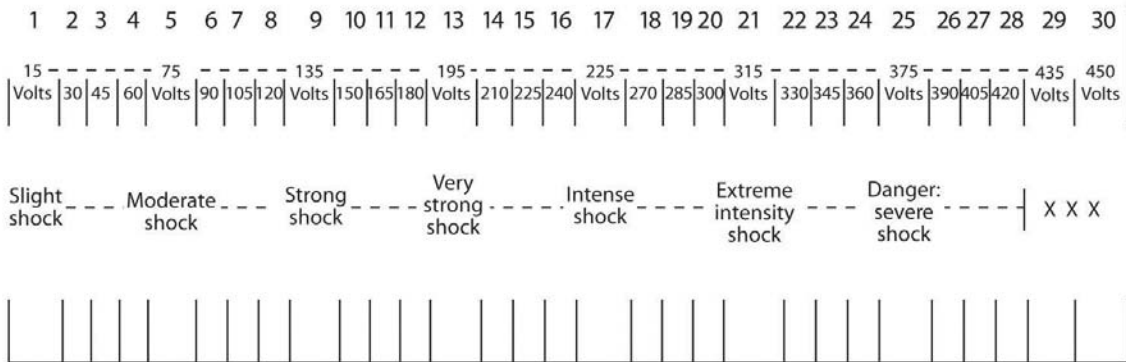 1 2 3 4 5 6 7 8 9 10 11 12 13 14 15 16 17 18 19 20 21 22 23 24 25 26 27 28 29 30
15 75 135 195 225 315 375 435 450
Volts 30 45 60 Volts 90 105 120 Volts 150 165 180 Volts 210 225 240 Volts 270 285 300 Volts 330 345 360 Volts 390 405 420 Volts Volts
Slight shock
Moderate shock
Strong shock
Very strong shock
Intense shock
Extreme intensity shock
Danger: severe shock
X X X